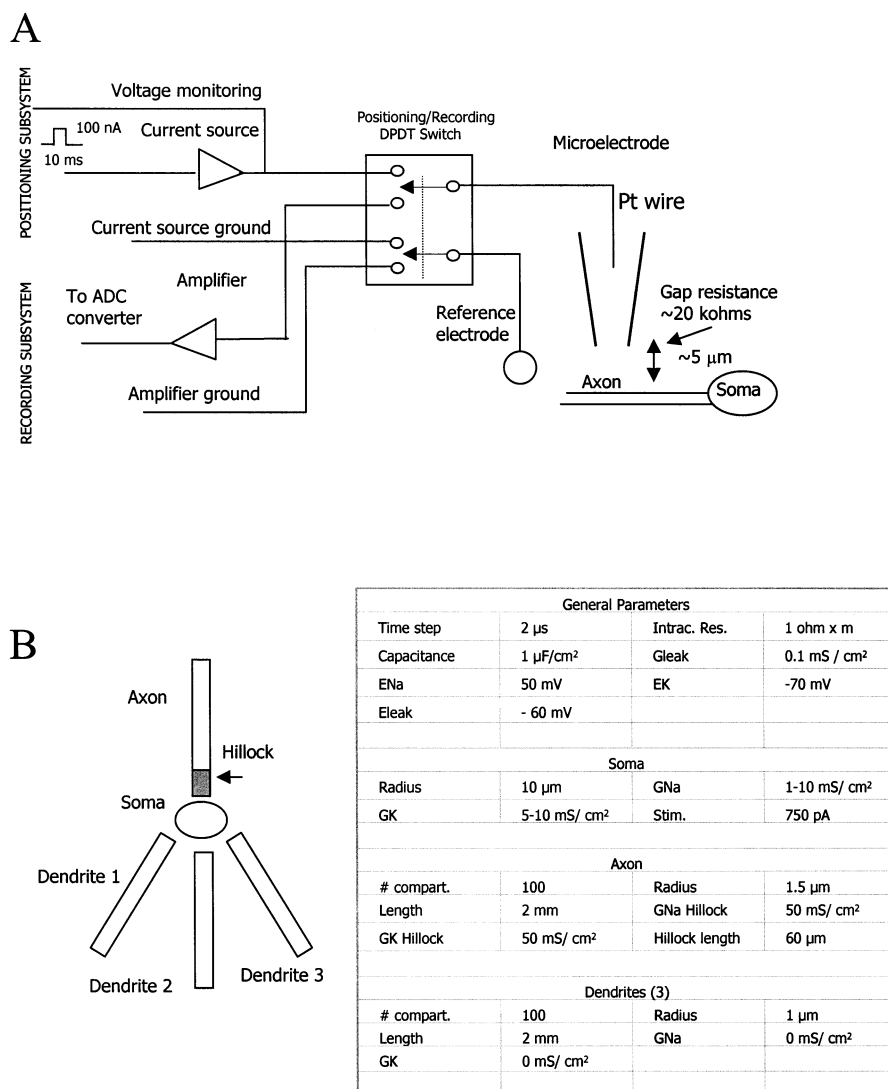 A
POSITIONING SUBSYSTEM
Voltage monitoring
100 nA
10 ms
Current source
Positioning/Recording
DPDT Switch
Microelectrode
Pt wire
Current source ground
RECORDING SUBSYSTEM
To ADC
converter
Amplifier
Reference
electrode
Gap resistance
~20 kohms
~5 μm
Axon
Soma
Amplifier ground
B
Axon
Hillock
Soma
Dendrite 1
Dendrite 2
Dendrite 3
General Parameters
Time step 2 µs Intrac. Res. 1 ohm x m
Capacitance 1 µF/cm² Gleak 0.1 mS / cm²
ENa 50 mV EK -70 mV
Eleak - 60 mV
Soma
Radius 10 µm GNa 1-10 mS/ cm²
GK 5-10 mS/ cm² Stim. 750 pA
Axon
# compart. 100 Radius 1.5 µm
Length 2 mm GNa Hillock 50 mS/ cm²
GK Hillock 50 mS/ cm² Hillock length 60 µm
Dendrites (3)
# compart. 100 Radius 1 µm
Length 2 mm GNa 0 mS/ cm²
GK 0 mS/ cm²